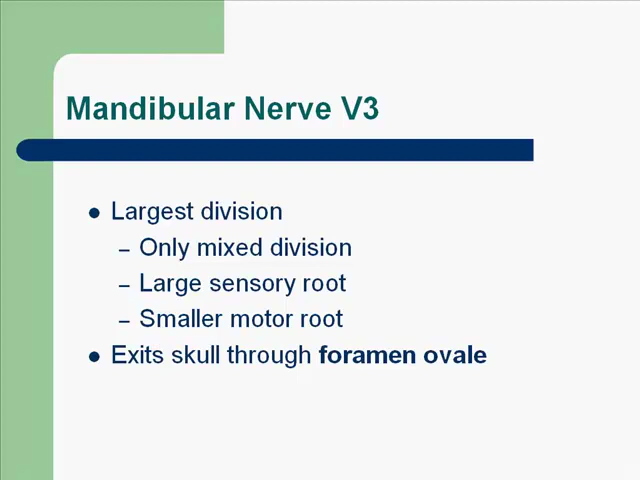 Mandibular Nerve V3
● Largest division
– Only mixed division
– Large sensory root
– Smaller motor root
● Exits skull through foramen ovale